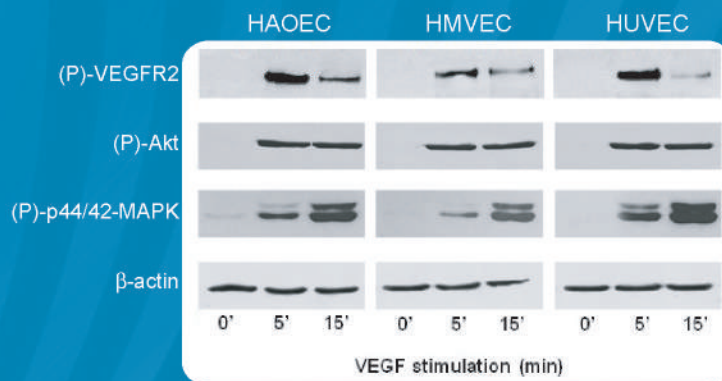 HAOEC HMVEC HUVEC
(P)-VEGFR2
(P)-Akt
(P)-p44/42-MAPK
β-actin
0’ 5’ 15’ 0’ 5’ 15’ 0’ 5’ 15’
VEGF stimulation (min)